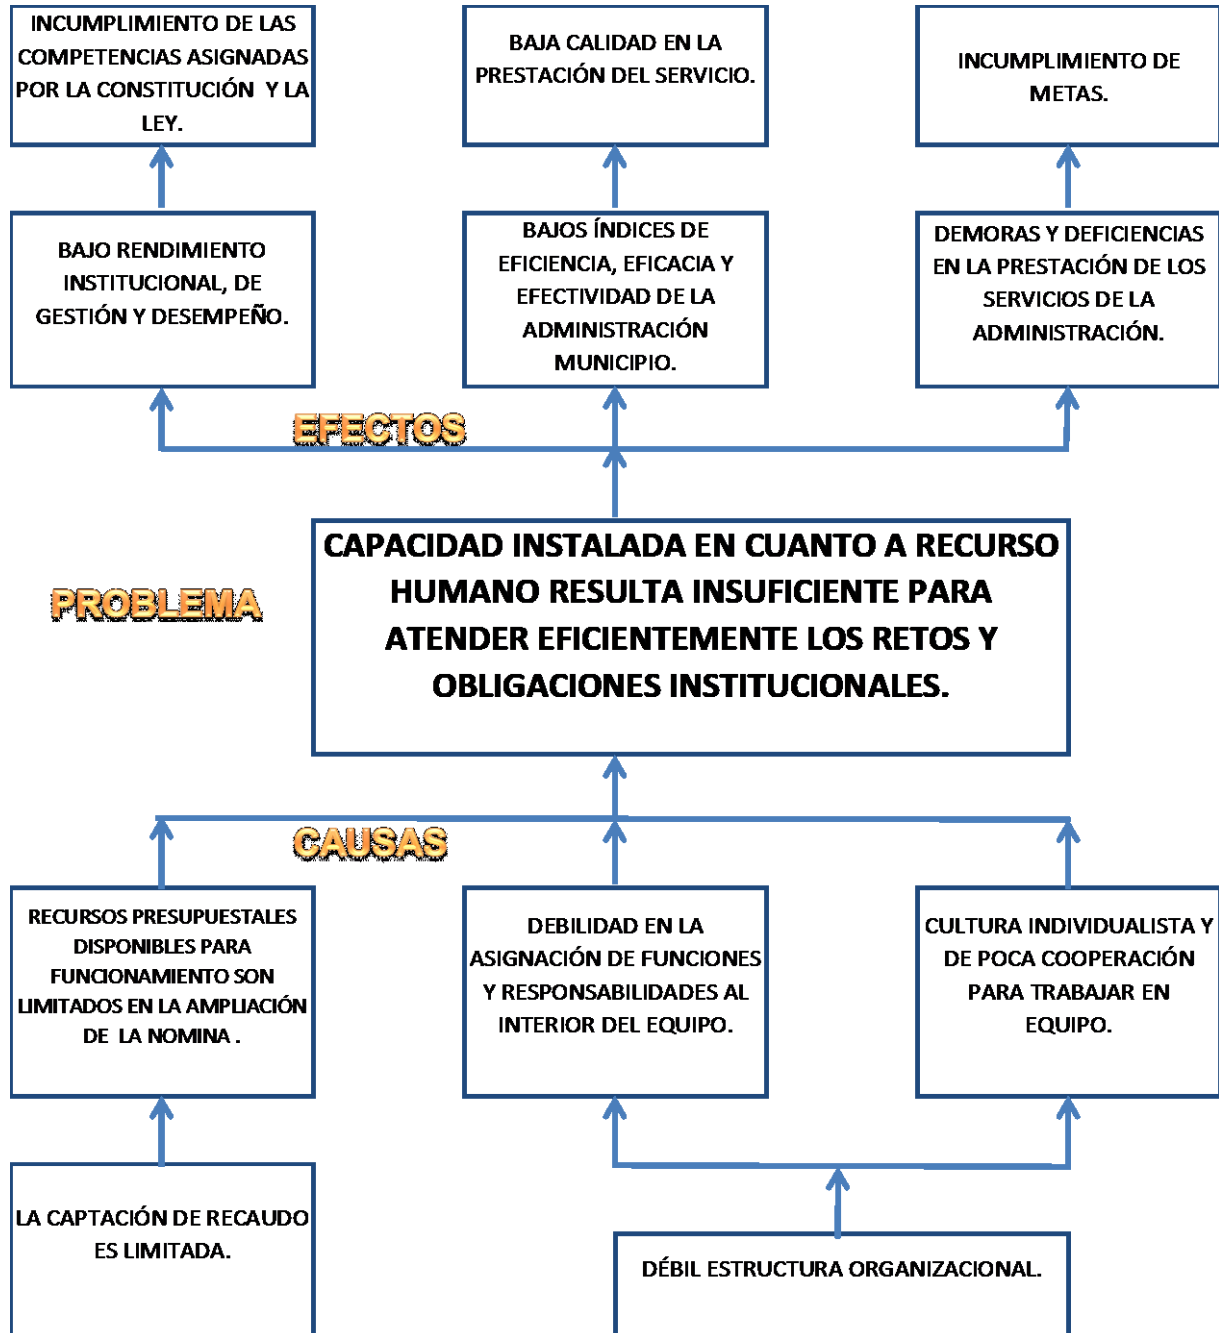 INCUMPLIMIENTO DE LAS
COMPETENCIAS ASIGNADAS
POR LA CONSTITUCIÓN Y LA
LEY.
BAJA CALIDAD EN LA
PRESTACIÓN DEL SERVICIO.
INCUMPLIMIENTO DE
METAS.
BAJO RENDIMIENTO
INSTITUCIONAL, DE
GESTIÓN Y DESEMPEÑO.
BAJOS ÍNDICES DE
EFICIENCIA, EFICACIA Y
EFECTIVIDAD DE LA
ADMINISTRACIÓN
MUNICIPIO.
DEMORAS Y DEFICIENCIAS
EN LA PRESTACIÓN DE LOS
SERVICIOS DE LA
ADMINISTRACIÓN.
EFECTOS
PROBLEMA
CAPACIDAD INSTALADA EN CUANTO A RECURSO
HUMANO RESULTA INSUFICIENTE PARA
ATENDER EFICIENTEMENTE LOS RETOS Y
OBLIGACIONES INSTITUCIONALES.
CAUSAS
RECURSOS PRESUPUESTALES
DISPONIBLES PARA
FUNCIONAMIENTO SON
LIMITADOS EN LA AMPLIACIÓN
DE LA NOMINA .
DEBILIDAD EN LA
ASIGNACIÓN DE FUNCIONES
Y RESPONSABILIDADES AL
INTERIOR DEL EQUIPO.
CULTURA INDIVIDUALISTA Y
DE POCA COOPERACIÓN
PARA TRABAJAR EN
EQUIPO.
LA CAPTACIÓN DE RECAUDO
ES LIMITADA.
DÉBIL ESTRUCTURA ORGANIZACIONAL.